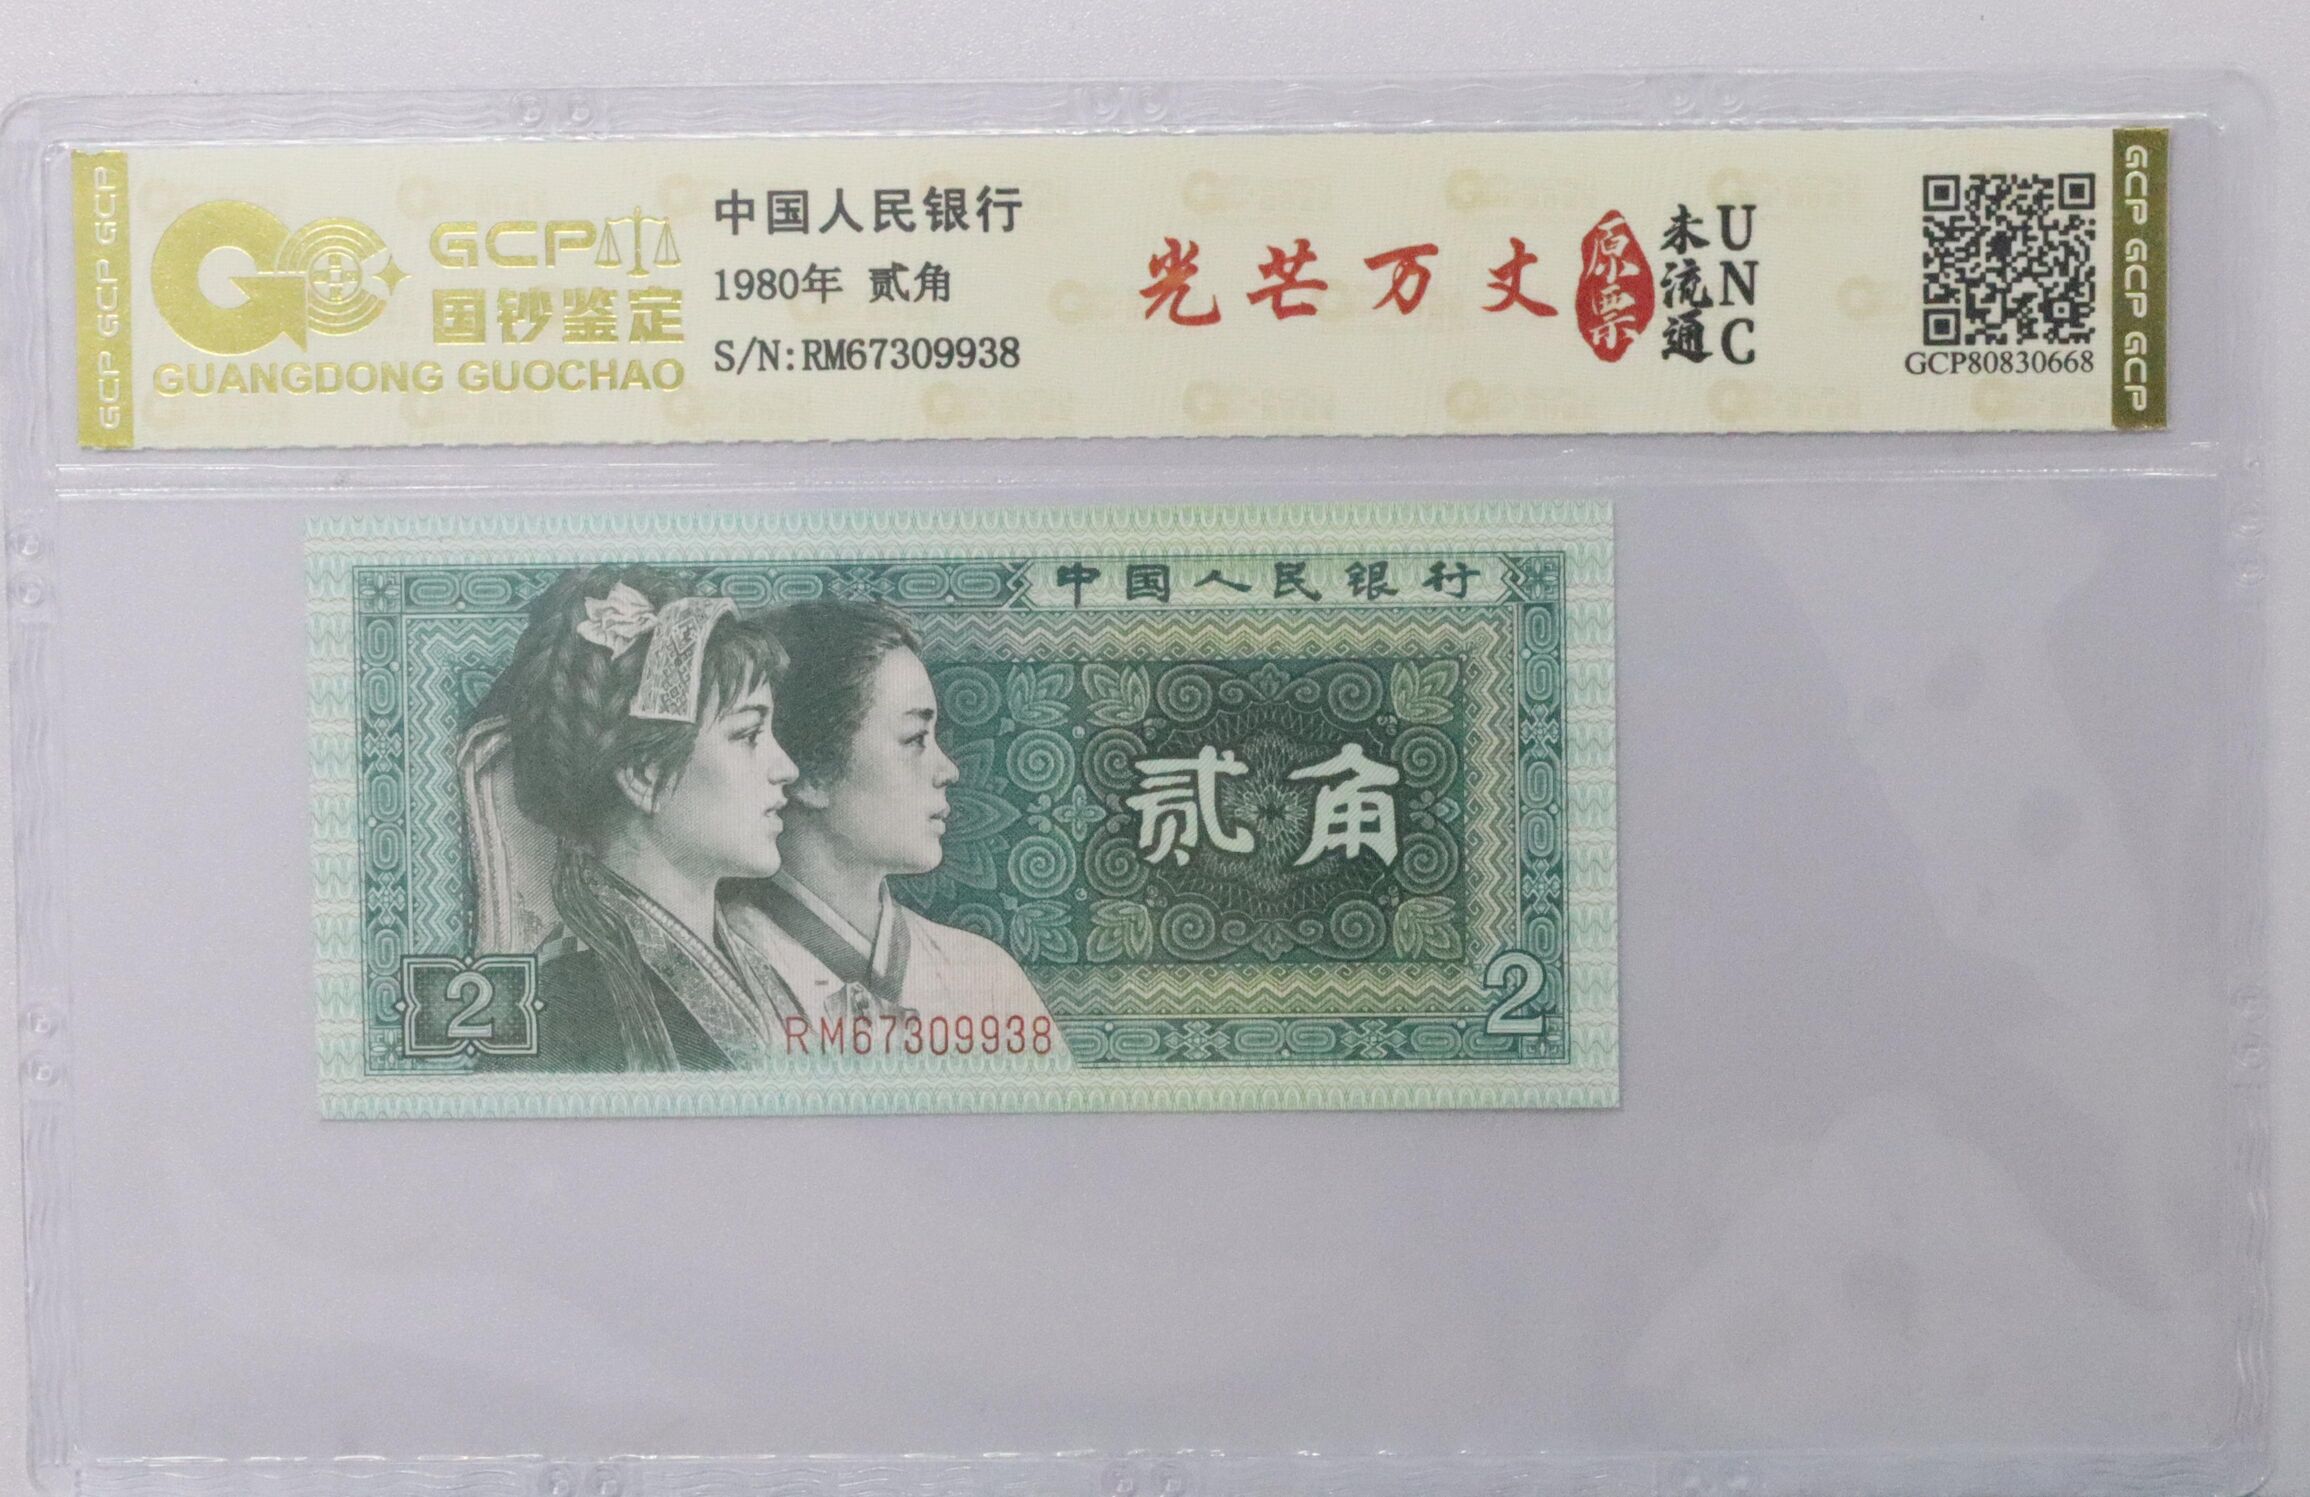 GCP GCP GCP
GCP
国钞鉴定
GUANGDONG GUOCHAO
中国人民银行
1980年 贰角
S/N:RM67309938
光芒万丈
原票
未流通
UNC
GCP80830668
GCP GCP GCP
中国人民银行
贰角
2
2
RM67309938